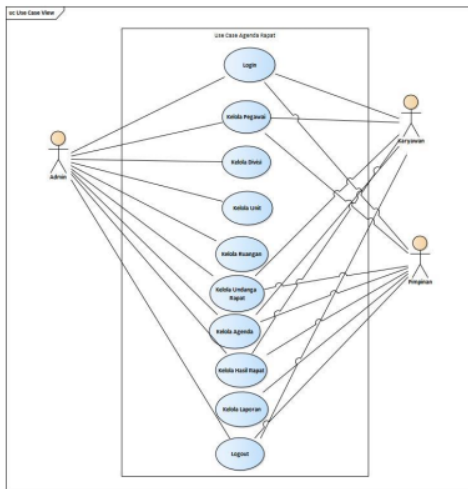 uc Use Case View
Use Case Agenda Rapat
Login
Kelola Pegawai
Karyawan
Admin
Kelola Divisi
Kelola Unit
Kelola Ruangan
Pimpinan
Kelola Undanga
Rapat
Kelola Agenda
Kelola Hasil Rapat
Kelola Laporan
Logout